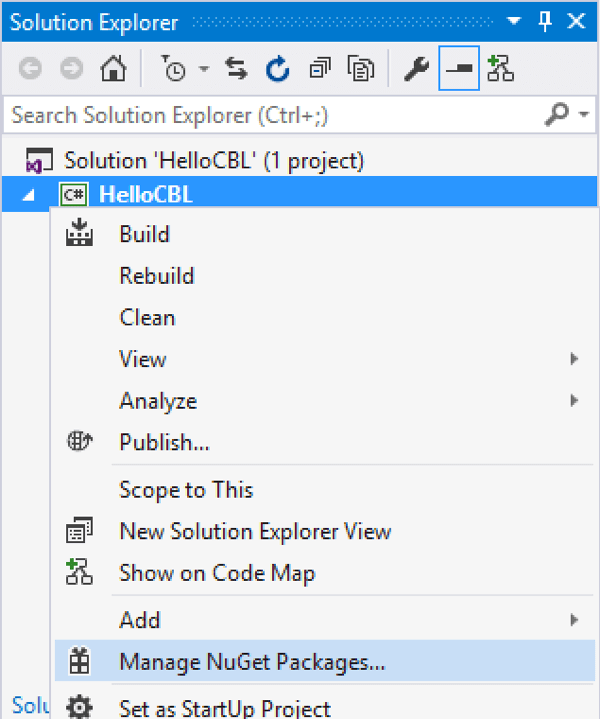 Solution Explorer
Search Solution Explorer (Ctrl+;)
Solution 'HelloCBL' (1 project)
C# HelloCBL
Build
Rebuild
Clean
View
Analyze
Publish...
Scope to This
New Solution Explorer View
Show on Code Map
Add
Manage NuGet Packages...
Solu
Set as StartUp Project